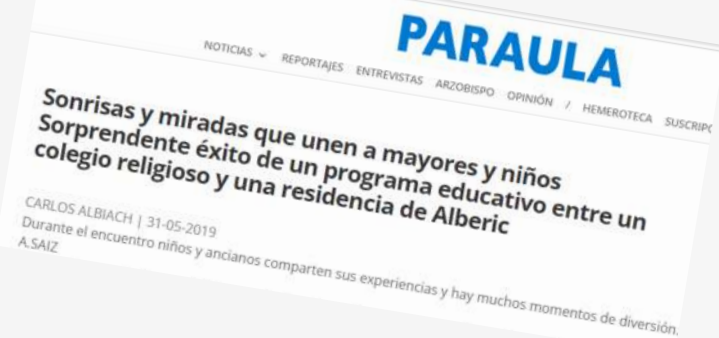 PARAULA
NOTICIAS REPORTAJES ENTREVISTAS ARZOBISPO OPINIÓN / HEMEROTECA SUSCRIPC
Sonrisas y miradas que unen a mayores y niños
Sorprendente éxito de un programa educativo entre un
colegio religioso y una residencia de Alberic
CARLOS ALBIACH | 31-05-2019
Durante el encuentro niños y ancianos comparten sus experiencias y hay muchos momentos de diversión.
A.SAIZ